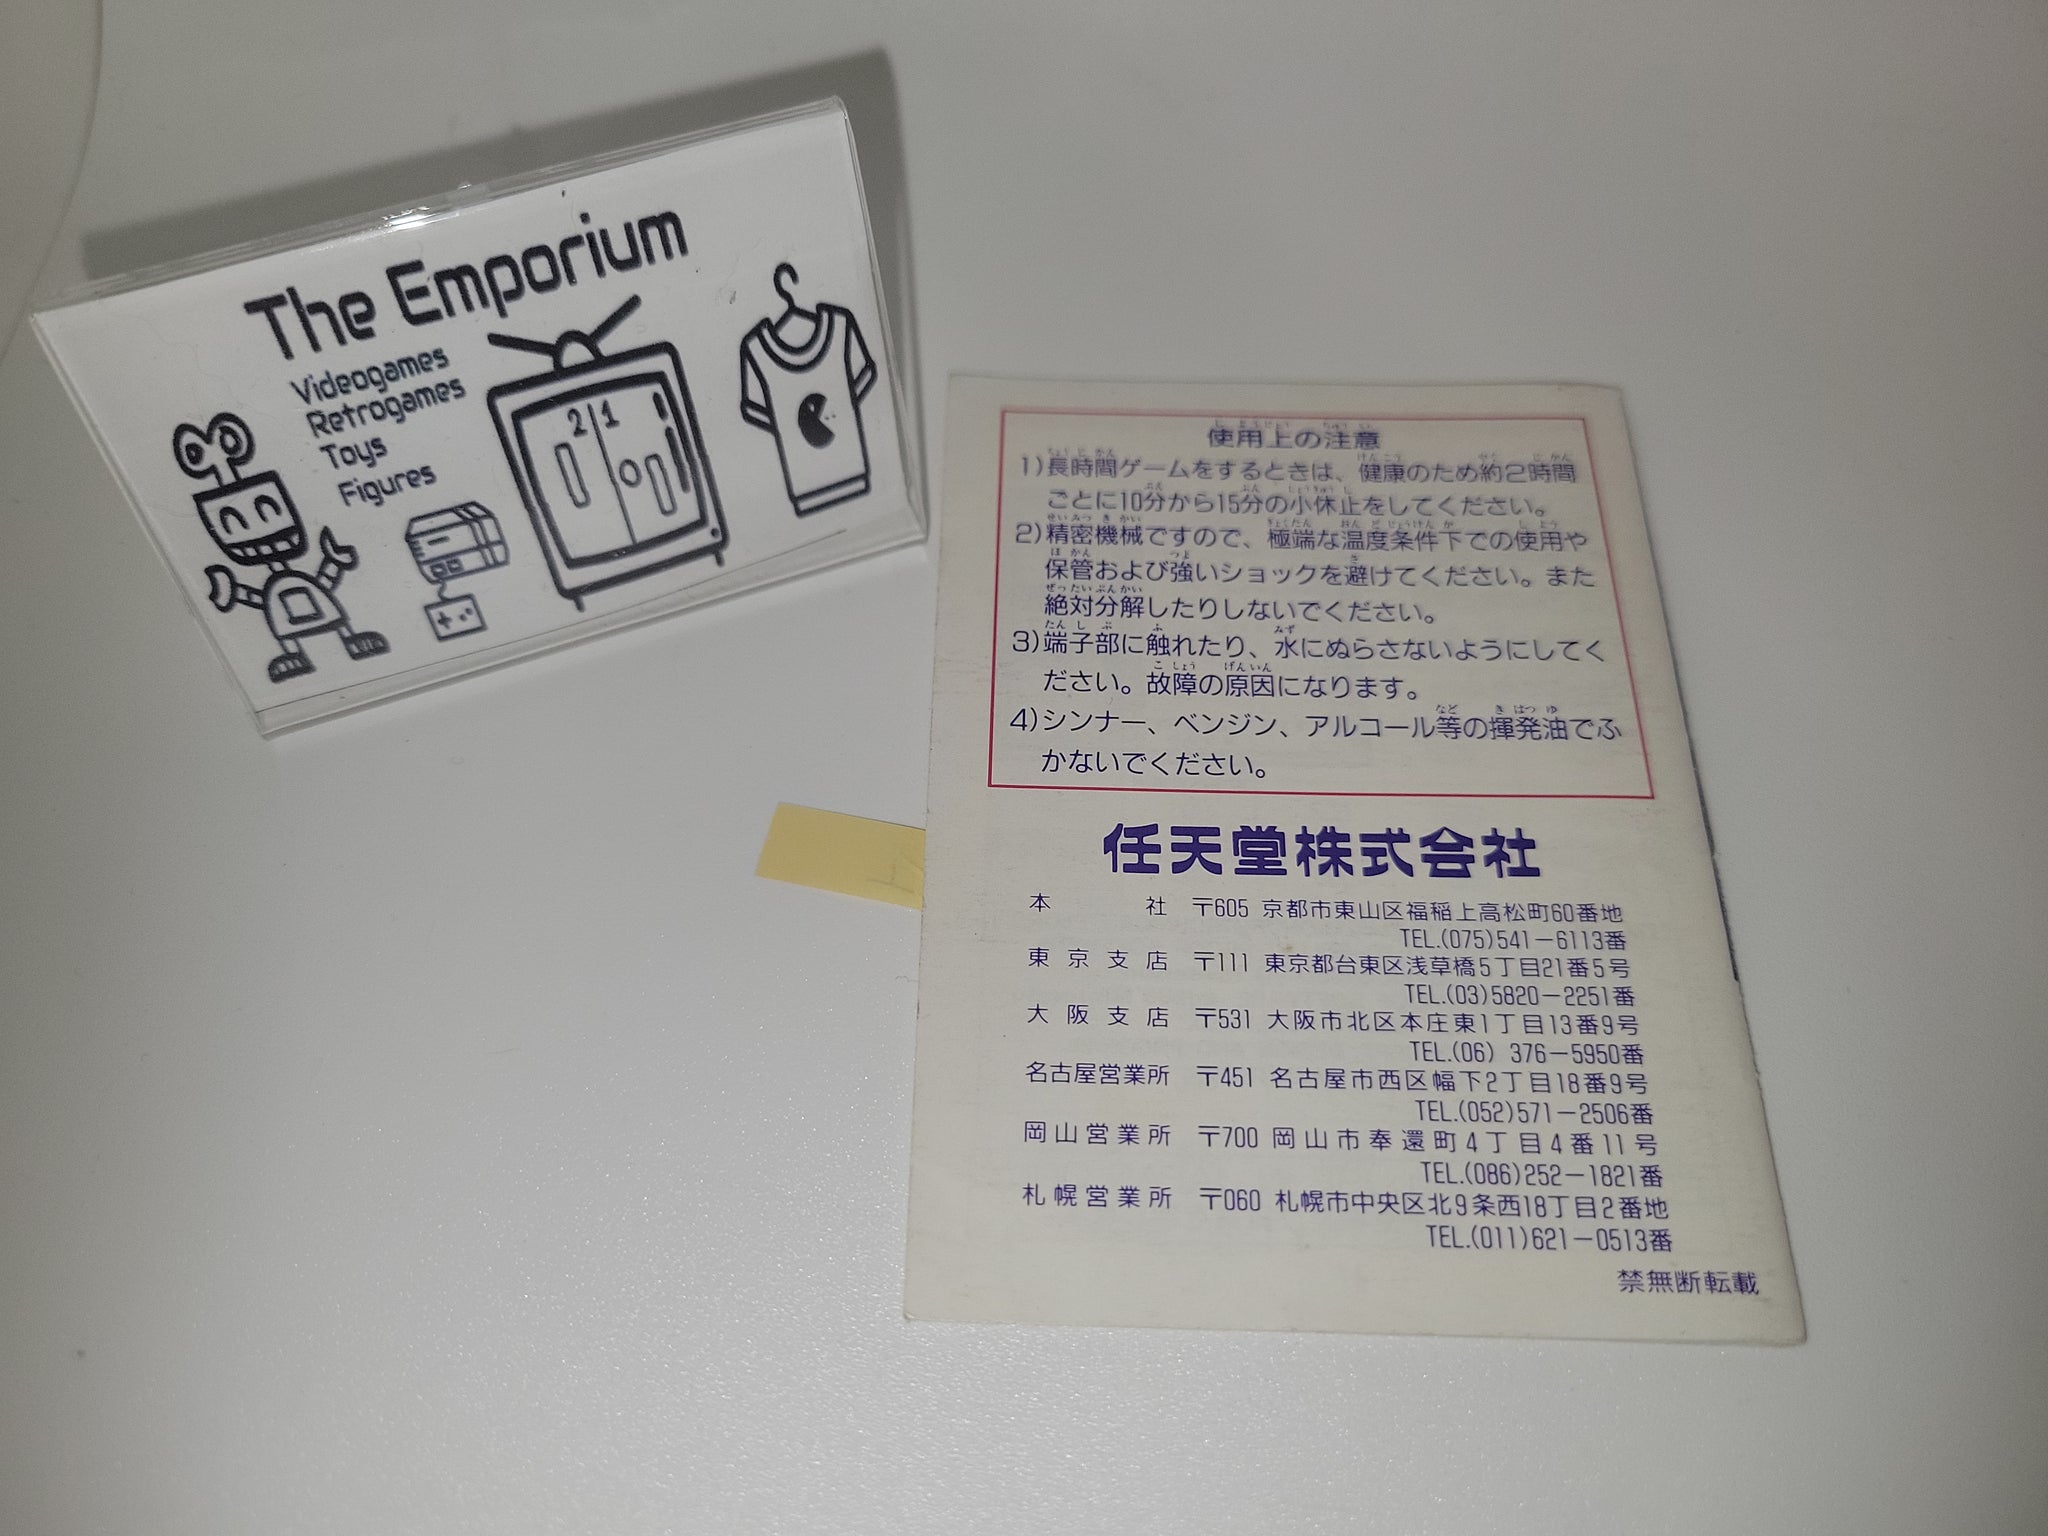 The Emporium
Videogames
Retrogames
Toys
Figures
2 1
使用上の注意
1)長時間ゲームをするときは、健康のため約2時間
ごとに10分から15分の小休止をしてください。
2)精密機械ですので、極端な温度条件下での使用や
保管および強いショックを避けてください。また
絶対分解したりしないでください。
3)端子部に触れたり、水にぬらさないようにしてく
ださい。故障の原因になります。
4)シンナー、ベンジン、アルコール等の揮発油でふ
かないでください。
任天堂株式会社
本社 〒605 京都市東山区福稲上高松町60番地
TEL.(075)541-6113番
東京支店 〒111 東京都台東区浅草橋5丁目21番5号
TEL.(03)5820-2251番
大阪支店 〒531 大阪市北区本庄東1丁目13番9号
TEL.(06) 376-5950番
名古屋営業所 〒451 名古屋市西区幅下2丁目18番9号
TEL.(052)571-2506番
岡山営業所 〒700 岡山市奉還町4丁目4番11号
TEL.(086)252-1821番
札幌営業所 〒060 札幌市中央区北9条西18丁目2番地
TEL.(011)621-0513番
禁無断転載